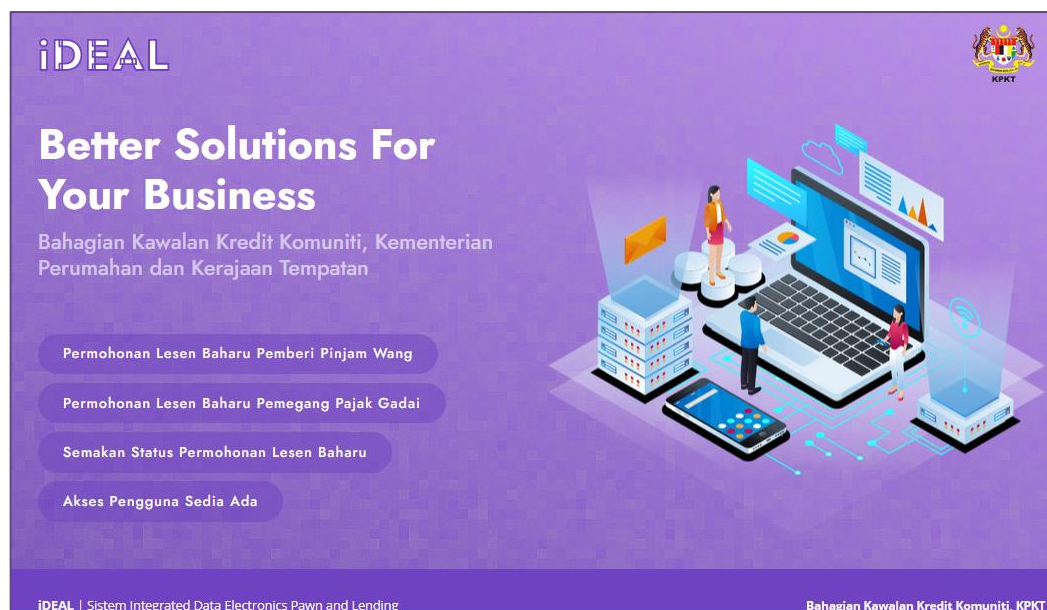 iDEAL
KPKT
Better Solutions For
Your Business
Bahagian Kawalan Kredit Komuniti, Kementerian
Perumahan dan Kerajaan Tempatan
Permohonan Lesen Baharu Pemberi Pinjam Wang
Permohonan Lesen Baharu Pemegang Pajak Gadai
Semakan Status Permohonan Lesen Baharu
Akses Pengguna Sedia Ada
iDEAL | Sistem Integrated Data Electronics Pawn and Lending
Bahagian Kawalan Kredit Komuniti, KPKT